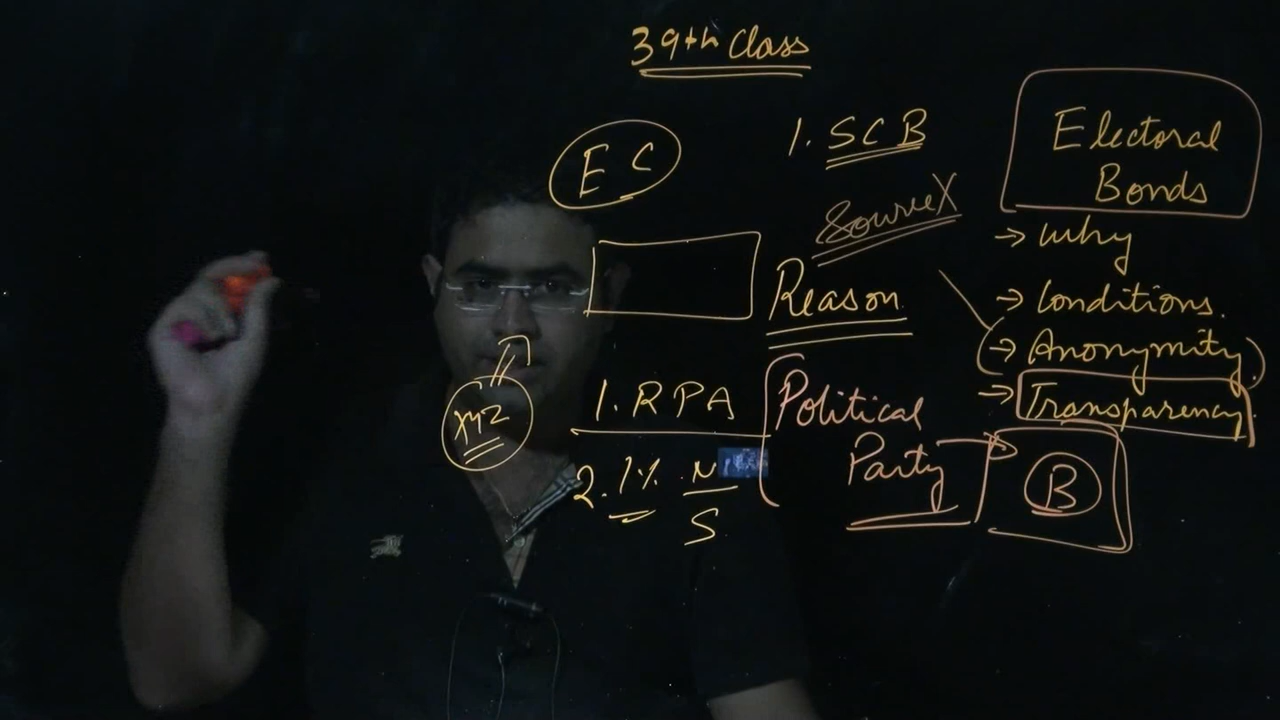 39th Class
EC
1. SCB
Electoral
Bonds
Source X
→ Why
Reason
→ Conditions.
(→ Anonymity)
→ Transparency.
xyz
1. RPA
2. 1% N
S
Political
Party
B